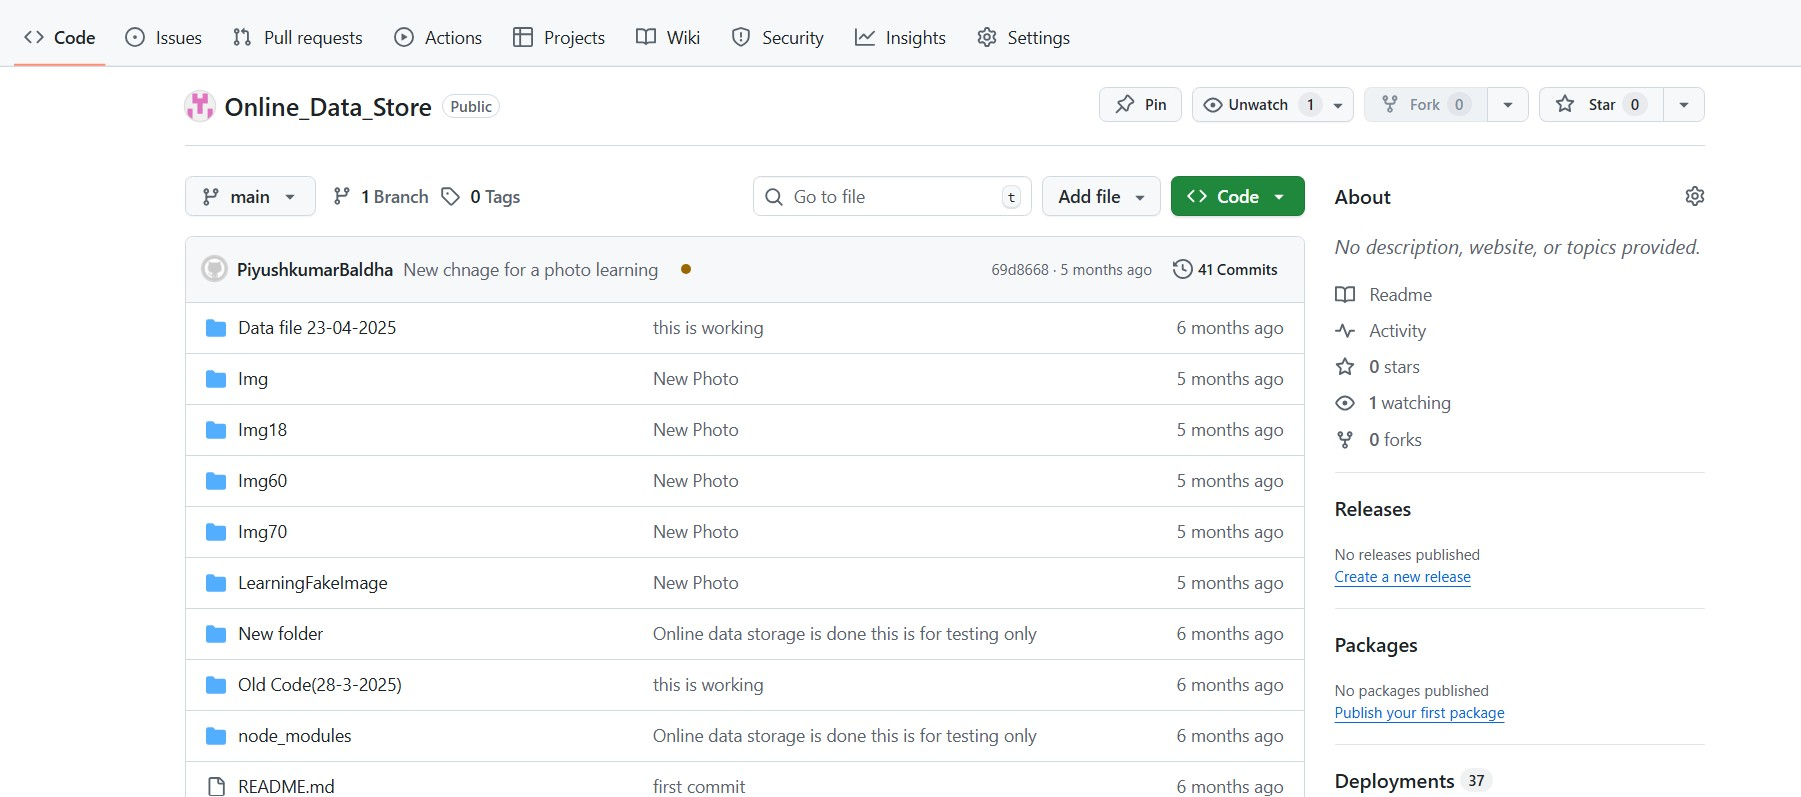 Code Issues Pull requests Actions Projects Wiki Security Insights Settings
Online_Data_Store Public Pin Unwatch 1 Fork 0 Star 0
main 1 Branch 0 Tags Go to file t Add file Code
PiyushkumarBaldha New chnage for a photo learning 69d8668 · 5 months ago 41 Commits
Data file 23-04-2025 this is working 6 months ago
Img New Photo 5 months ago
Img18 New Photo 5 months ago
Img60 New Photo 5 months ago
Img70 New Photo 5 months ago
LearningFakeImage New Photo 5 months ago
New folder Online data storage is done this is for testing only 6 months ago
Old Code(28-3-2025) this is working 6 months ago
node_modules Online data storage is done this is for testing only 6 months ago
README.md first commit 6 months ago
About
No description, website, or topics provided.
Readme
Activity
0 stars
1 watching
0 forks
Releases
No releases published
Create a new release
Packages
No packages published
Publish your first package
Deployments 37